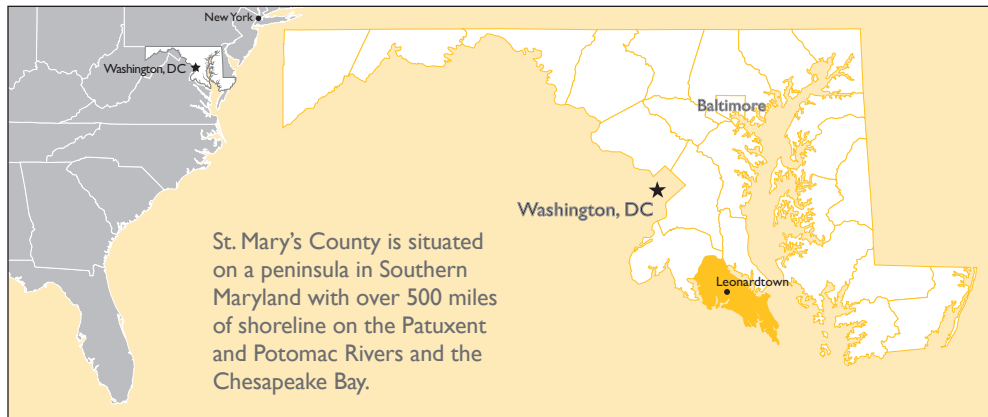 New York
Washington, DC
Baltimore
Washington, DC
Leonardtown
St. Mary’s County is situated
on a peninsula in Southern
Maryland with over 500 miles
of shoreline on the Patuxent
and Potomac Rivers and the
Chesapeake Bay.